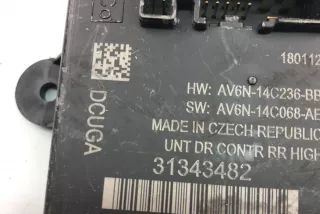 180112
HW: AV6N-14C236-BB
SW: AV6N-14C068-AE
MADE IN CZECH REPUBLIC
UNT DR CONTR RR HIGH
31343482
DCUGA